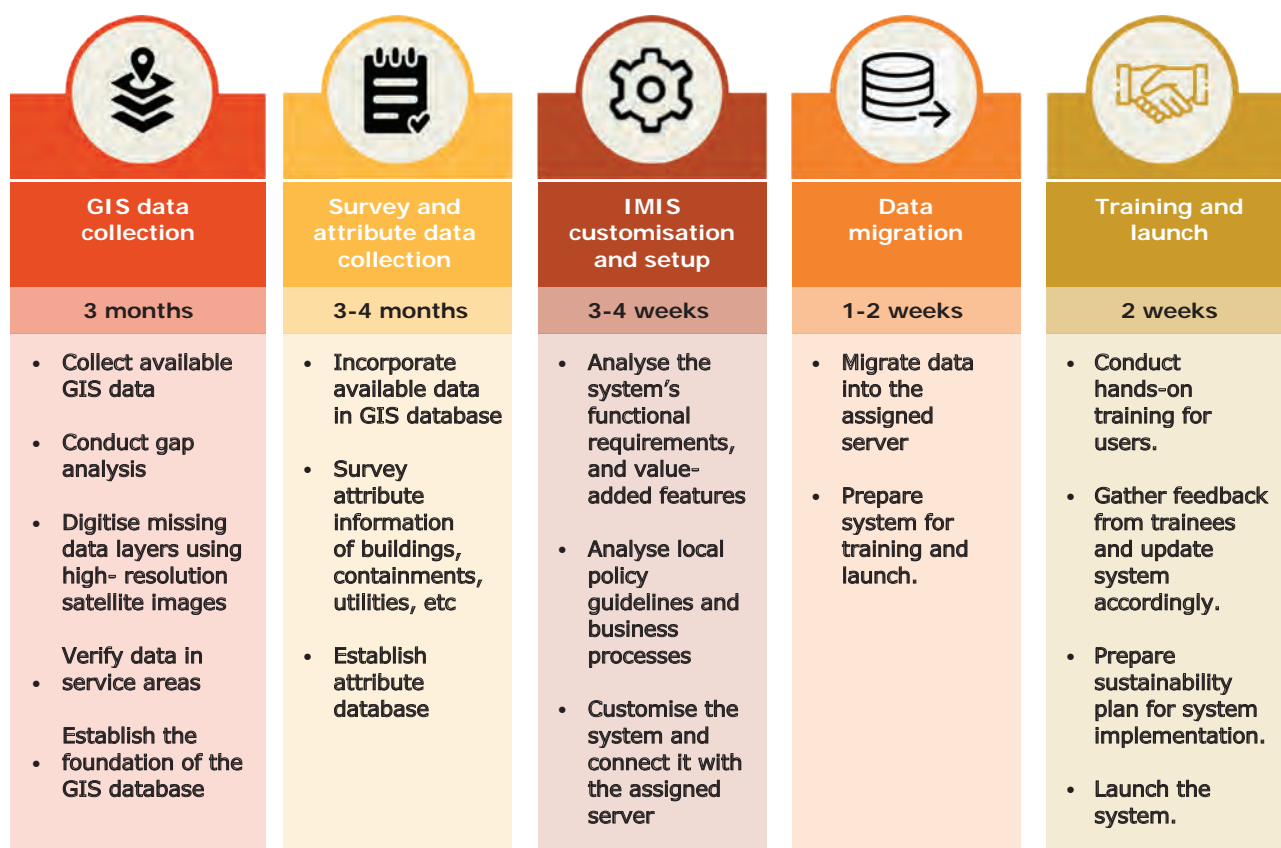 GIS data
collection
3 months
• Collect available
GIS data
• Conduct gap
analysis
• Digitise missing
data layers using
high- resolution
satellite images
Verify data in
• service areas
Establish the
• foundation of the
GIS database
Survey and
attribute data
collection
3-4 months
• Incorporate
available data
in GIS database
• Survey
attribute
information
of buildings,
containments,
utilities, etc
• Establish
attribute
database
IMIS
customisation
and setup
3-4 weeks
• Analyse the
system’s
functional
requirements,
and value-
added features
• Analyse local
policy
guidelines and
business
processes
• Customise the
system and
connect it with
the assigned
server
Data
migration
1-2 weeks
• Migrate data
into the
assigned
server
• Prepare
system for
training and
launch.
Training and
launch
2 weeks
• Conduct
hands-on
training for
users.
• Gather feedback
from trainees
and update
system
accordingly.
• Prepare
sustainability
plan for system
implementation.
• Launch the
system.